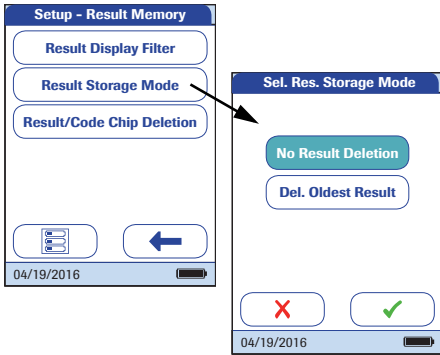 Setup - Result Memory
Result Display Filter
Result Storage Mode
Result/Code Chip Deletion
04/19/2016
Sel. Res. Storage Mode
No Result Deletion
Del. Oldest Result
04/19/2016